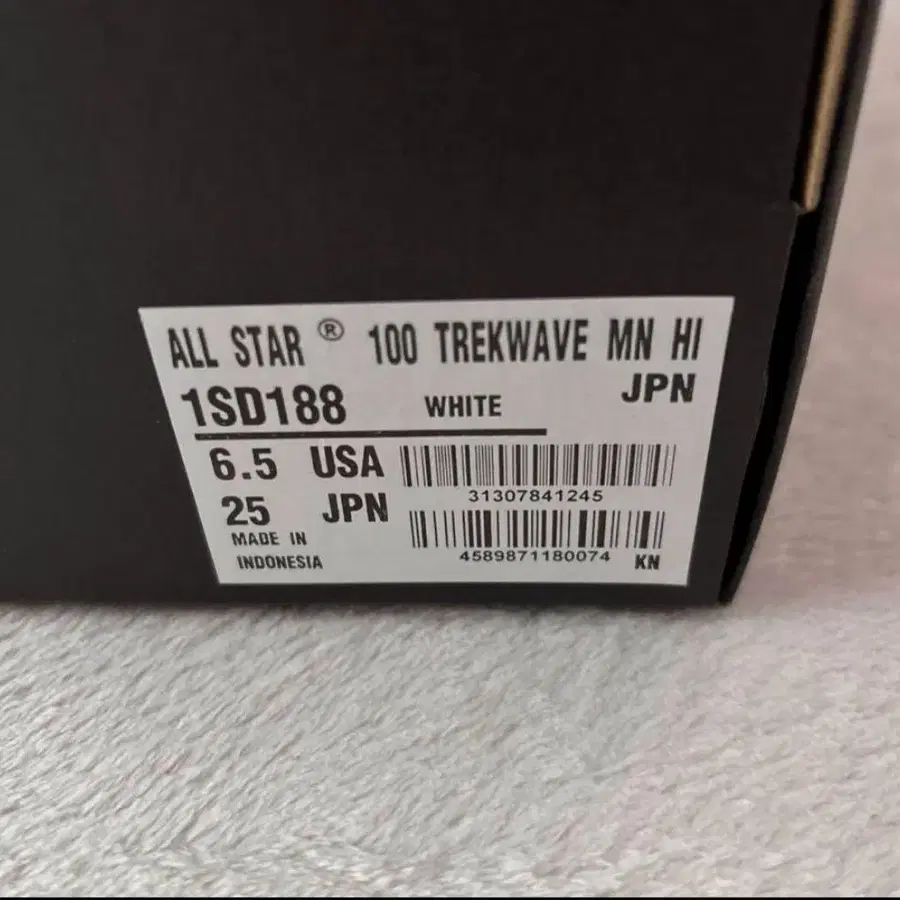 ALL STAR ® 100 TREKWAVE MN HI
JPN
1SD188 WHITE
6.5 USA
31307841245
25 JPN
4589871180074 KN
MADE IN
INDONESIA